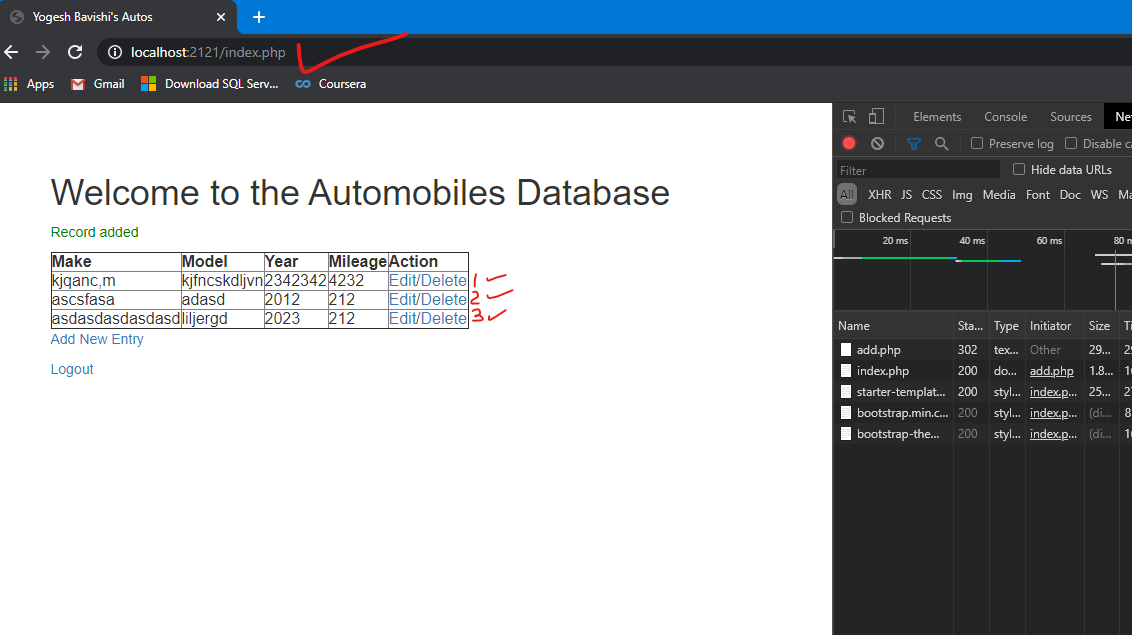 Yogesh Bavishi's Autos
localhost:2121/index.php
Apps Gmail Download SQL Serv... Coursera
Elements Console Sources Ne
Preserve log Disable ca
Welcome to the Automobiles Database
Record added
Make Model Year Mileage Action
kjqanc,m kjfncskdljvn 2342342 4232 Edit/Delete 1
ascsfasa adasd 2012 212 Edit/Delete 2
asdasdasdasdasd liljergd 2023 212 Edit/Delete 3
Add New Entry
Logout
Filter Hide data URLs
All XHR JS CSS Img Media Font Doc WS Ma
Blocked Requests
20 ms 40 ms 60 ms 80 m
Name Sta... Type Initiator Size Ti
add.php 302 tex... Other 29... 29
index.php 200 do... add.php 1.8... 16
starter-templat... 200 styl... index.p... 25... 27
bootstrap.min.c... 200 styl... index.p... (di... 8
bootstrap-the... 200 styl... index.p... (di... 16